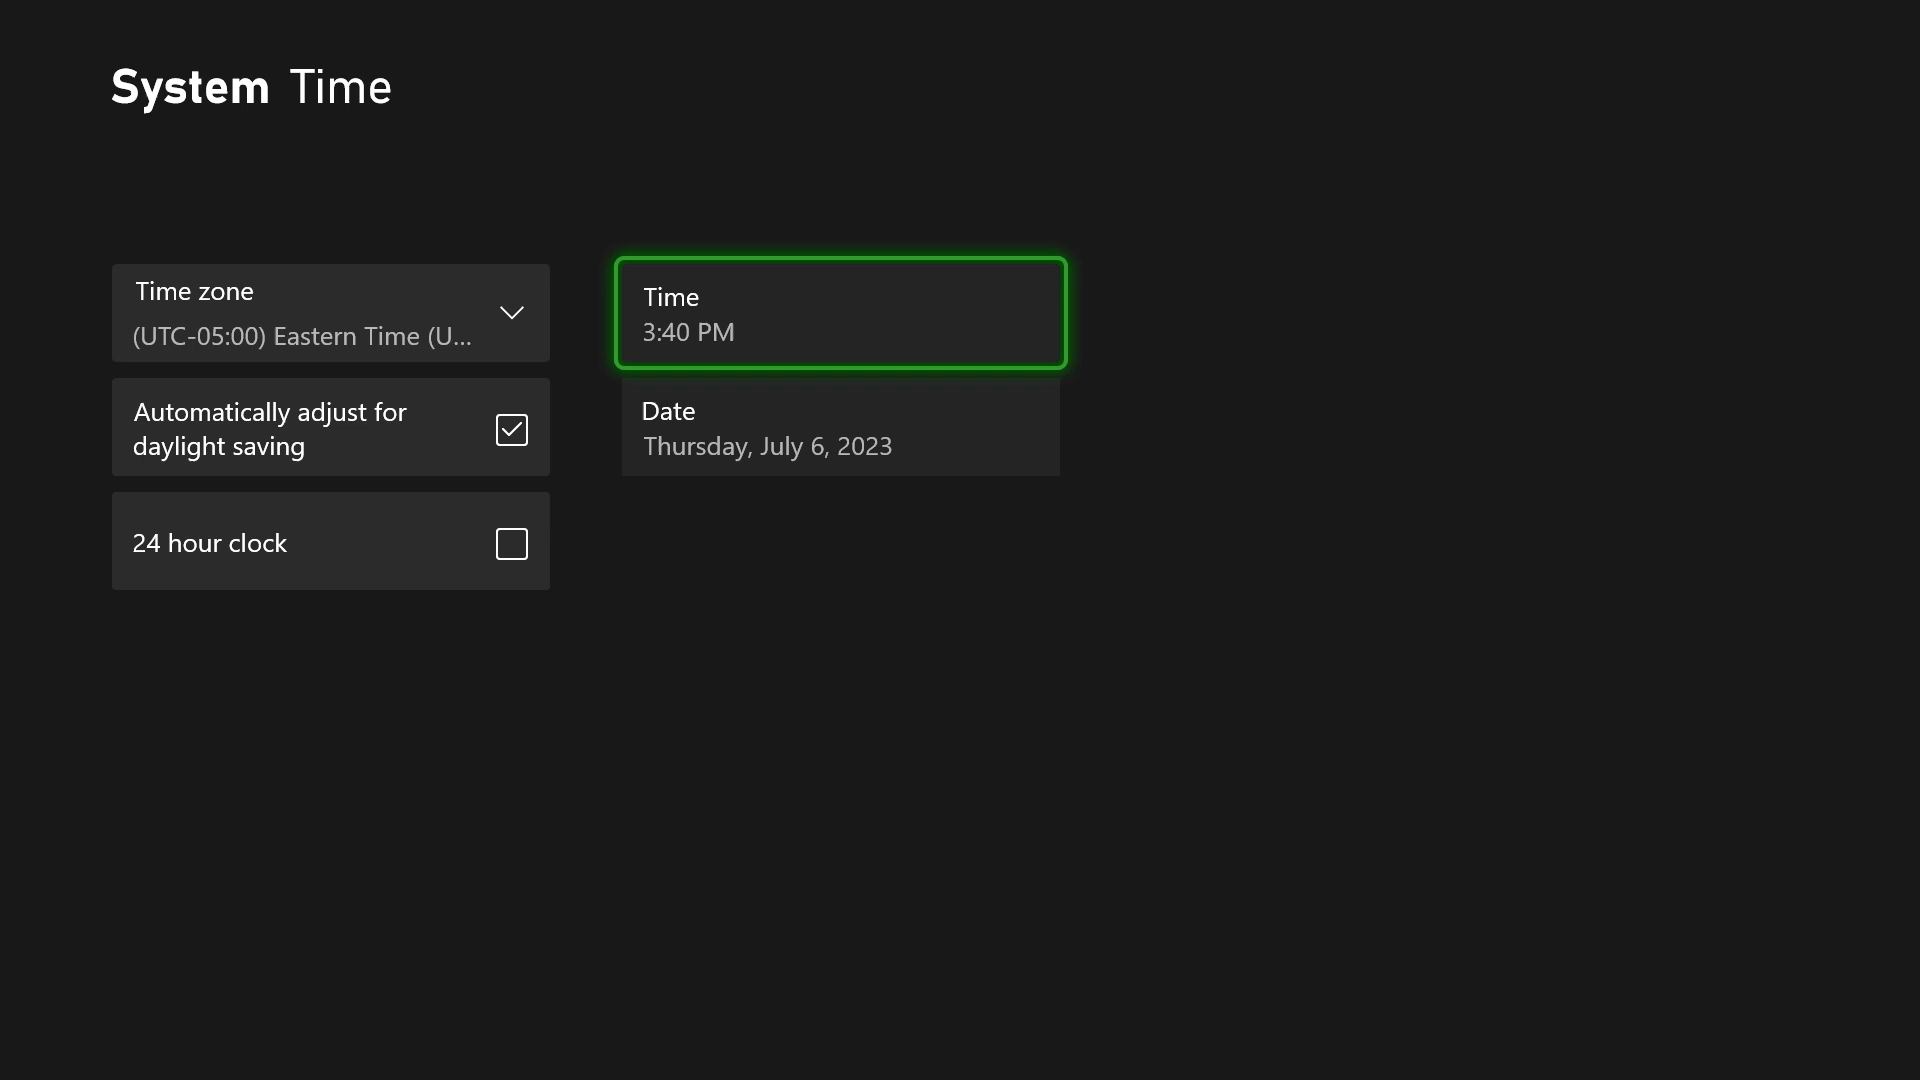 System Time
Time zone
(UTC-05:00) Eastern Time (U...
Automatically adjust for
daylight saving
24 hour clock
Time
3:40 PM
Date
Thursday, July 6, 2023